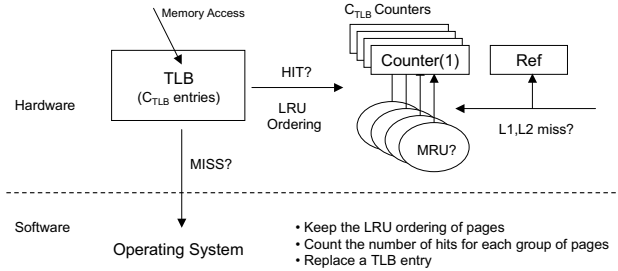 Memory Access
C_TLB Counters
TLB
(C_TLB entries)
HIT?
LRU
Ordering
Counter(1)
Ref
Hardware
MRU?
L1,L2 miss?
MISS?
Software
Operating System
• Keep the LRU ordering of pages
• Count the number of hits for each group of pages
• Replace a TLB entry